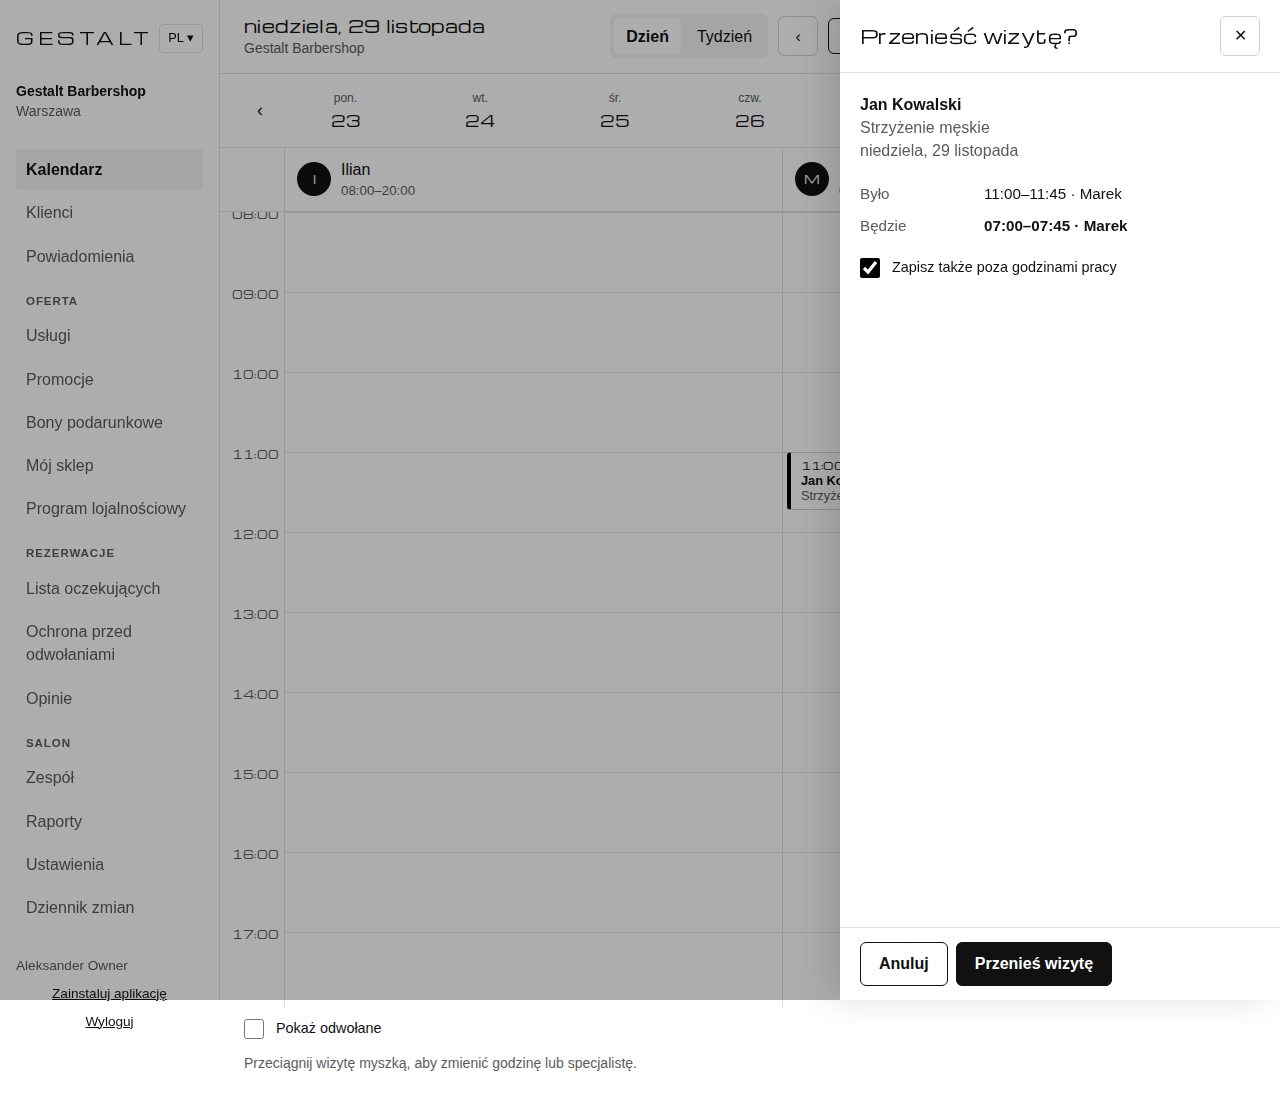 GESTALT
PL ▾
Gestalt Barbershop
Warszawa
Kalendarz
Klienci
Powiadomienia
OFERTA
Usługi
Promocje
Bony podarunkowe
Mój sklep
Program lojalnościowy
REZERWACJE
Lista oczekujących
Ochrona przed
odwołaniami
Opinie
SALON
Zespół
Raporty
Ustawienia
Dziennik zmian
Aleksander Owner
Zainstaluj aplikację
Wyloguj
niedziela, 29 listopada
Gestalt Barbershop
Dzień
Tydzień
‹
‹
pon.
23
wt.
24
śr.
25
czw.
26
I
Ilian
08:00–20:00
M
08:00
09:00
10:00
11:00
12:00
13:00
14:00
15:00
16:00
17:00
11:00
Jan
Pokaż odwołane
Przeciągnij wizytę myszką, aby zmienić godzinę lub specjalistę.
Przenieść wizytę?
✕
Jan Kowalski
Strzyżenie męskie
niedziela, 29 listopada
Było 11:00–11:45 · Marek
Będzie 07:00–07:45 · Marek
Zapisz także poza godzinami pracy
Anuluj
Przenieś wizytę